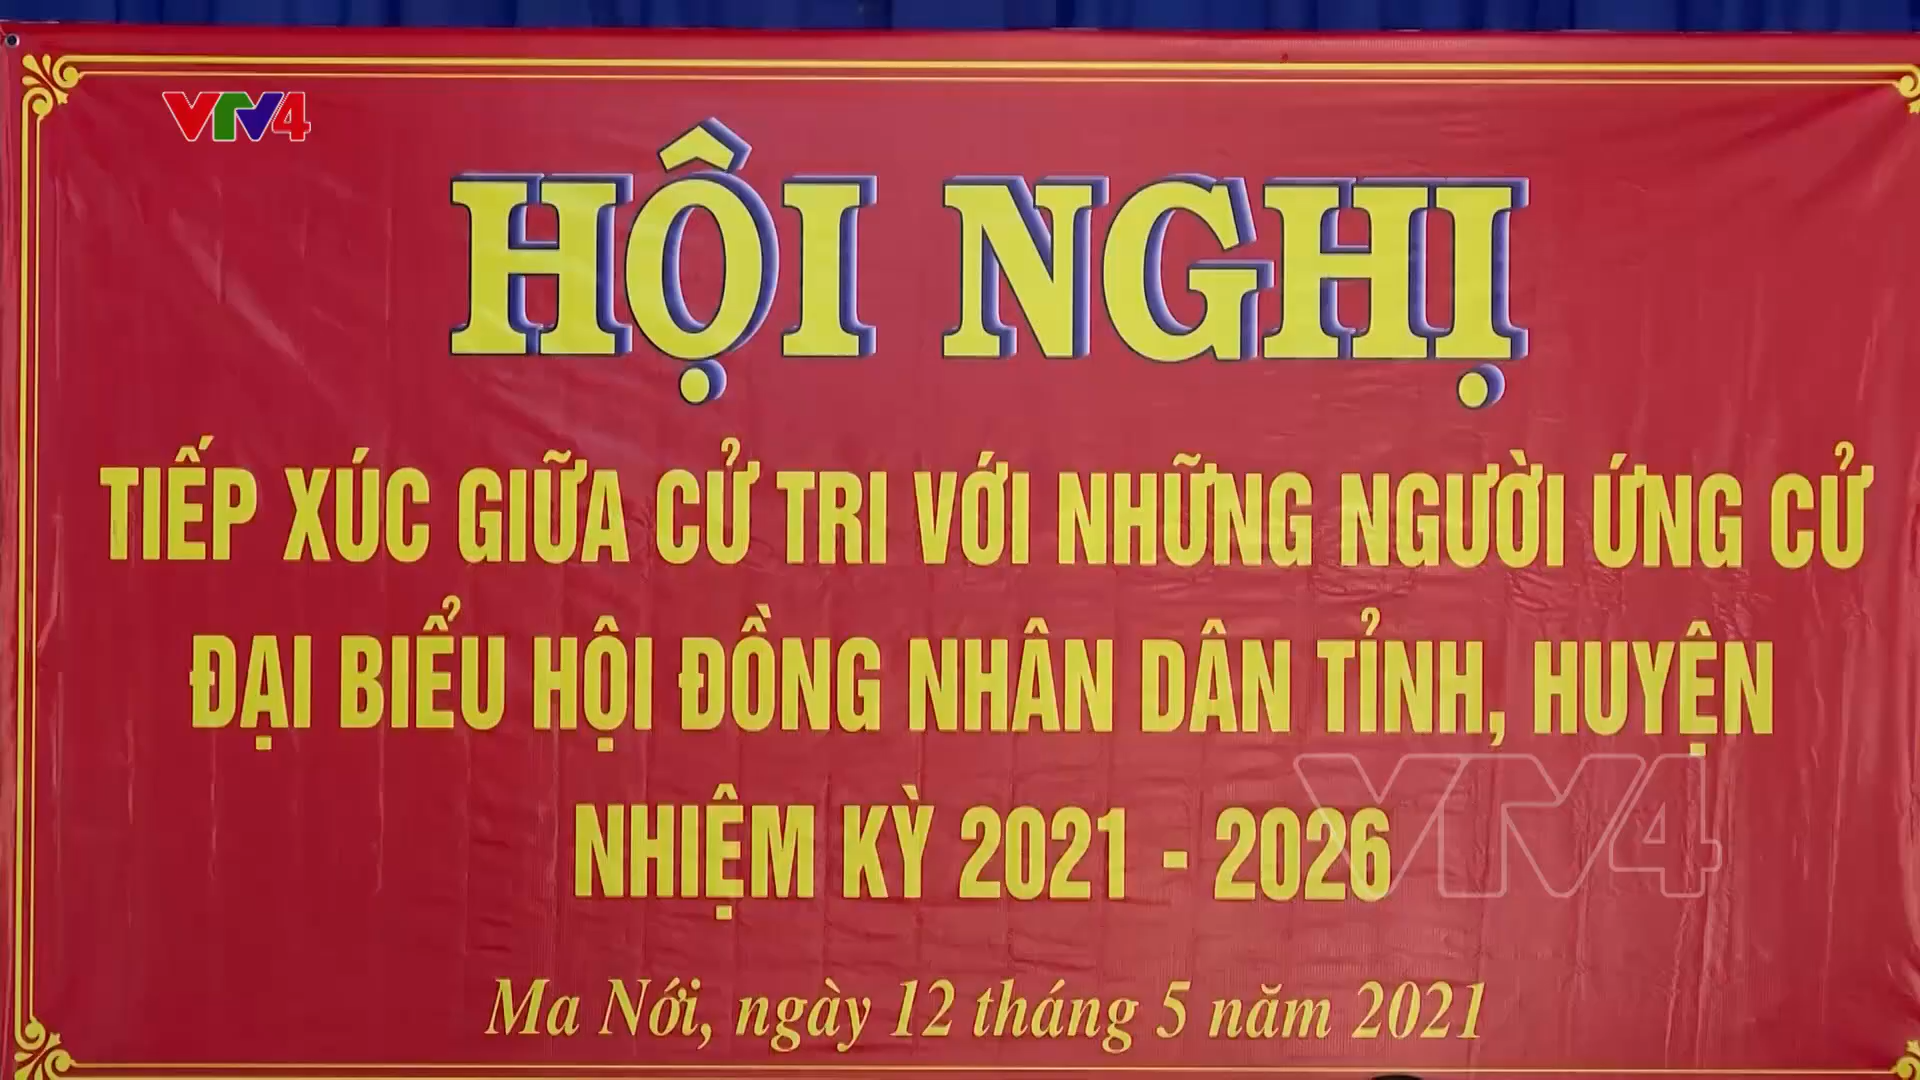 VTV4
HỘI NGHỊ
TIẾP XÚC GIỮA CỬ TRI VỚI NHỮNG NGƯỜI ỨNG CỬ
ĐẠI BIỂU HỘI ĐỒNG NHÂN DÂN TỈNH, HUYỆN
NHIỆM KỲ 2021 - 2026
VTV4
Ma Nới, ngày 12 tháng 5 năm 2021